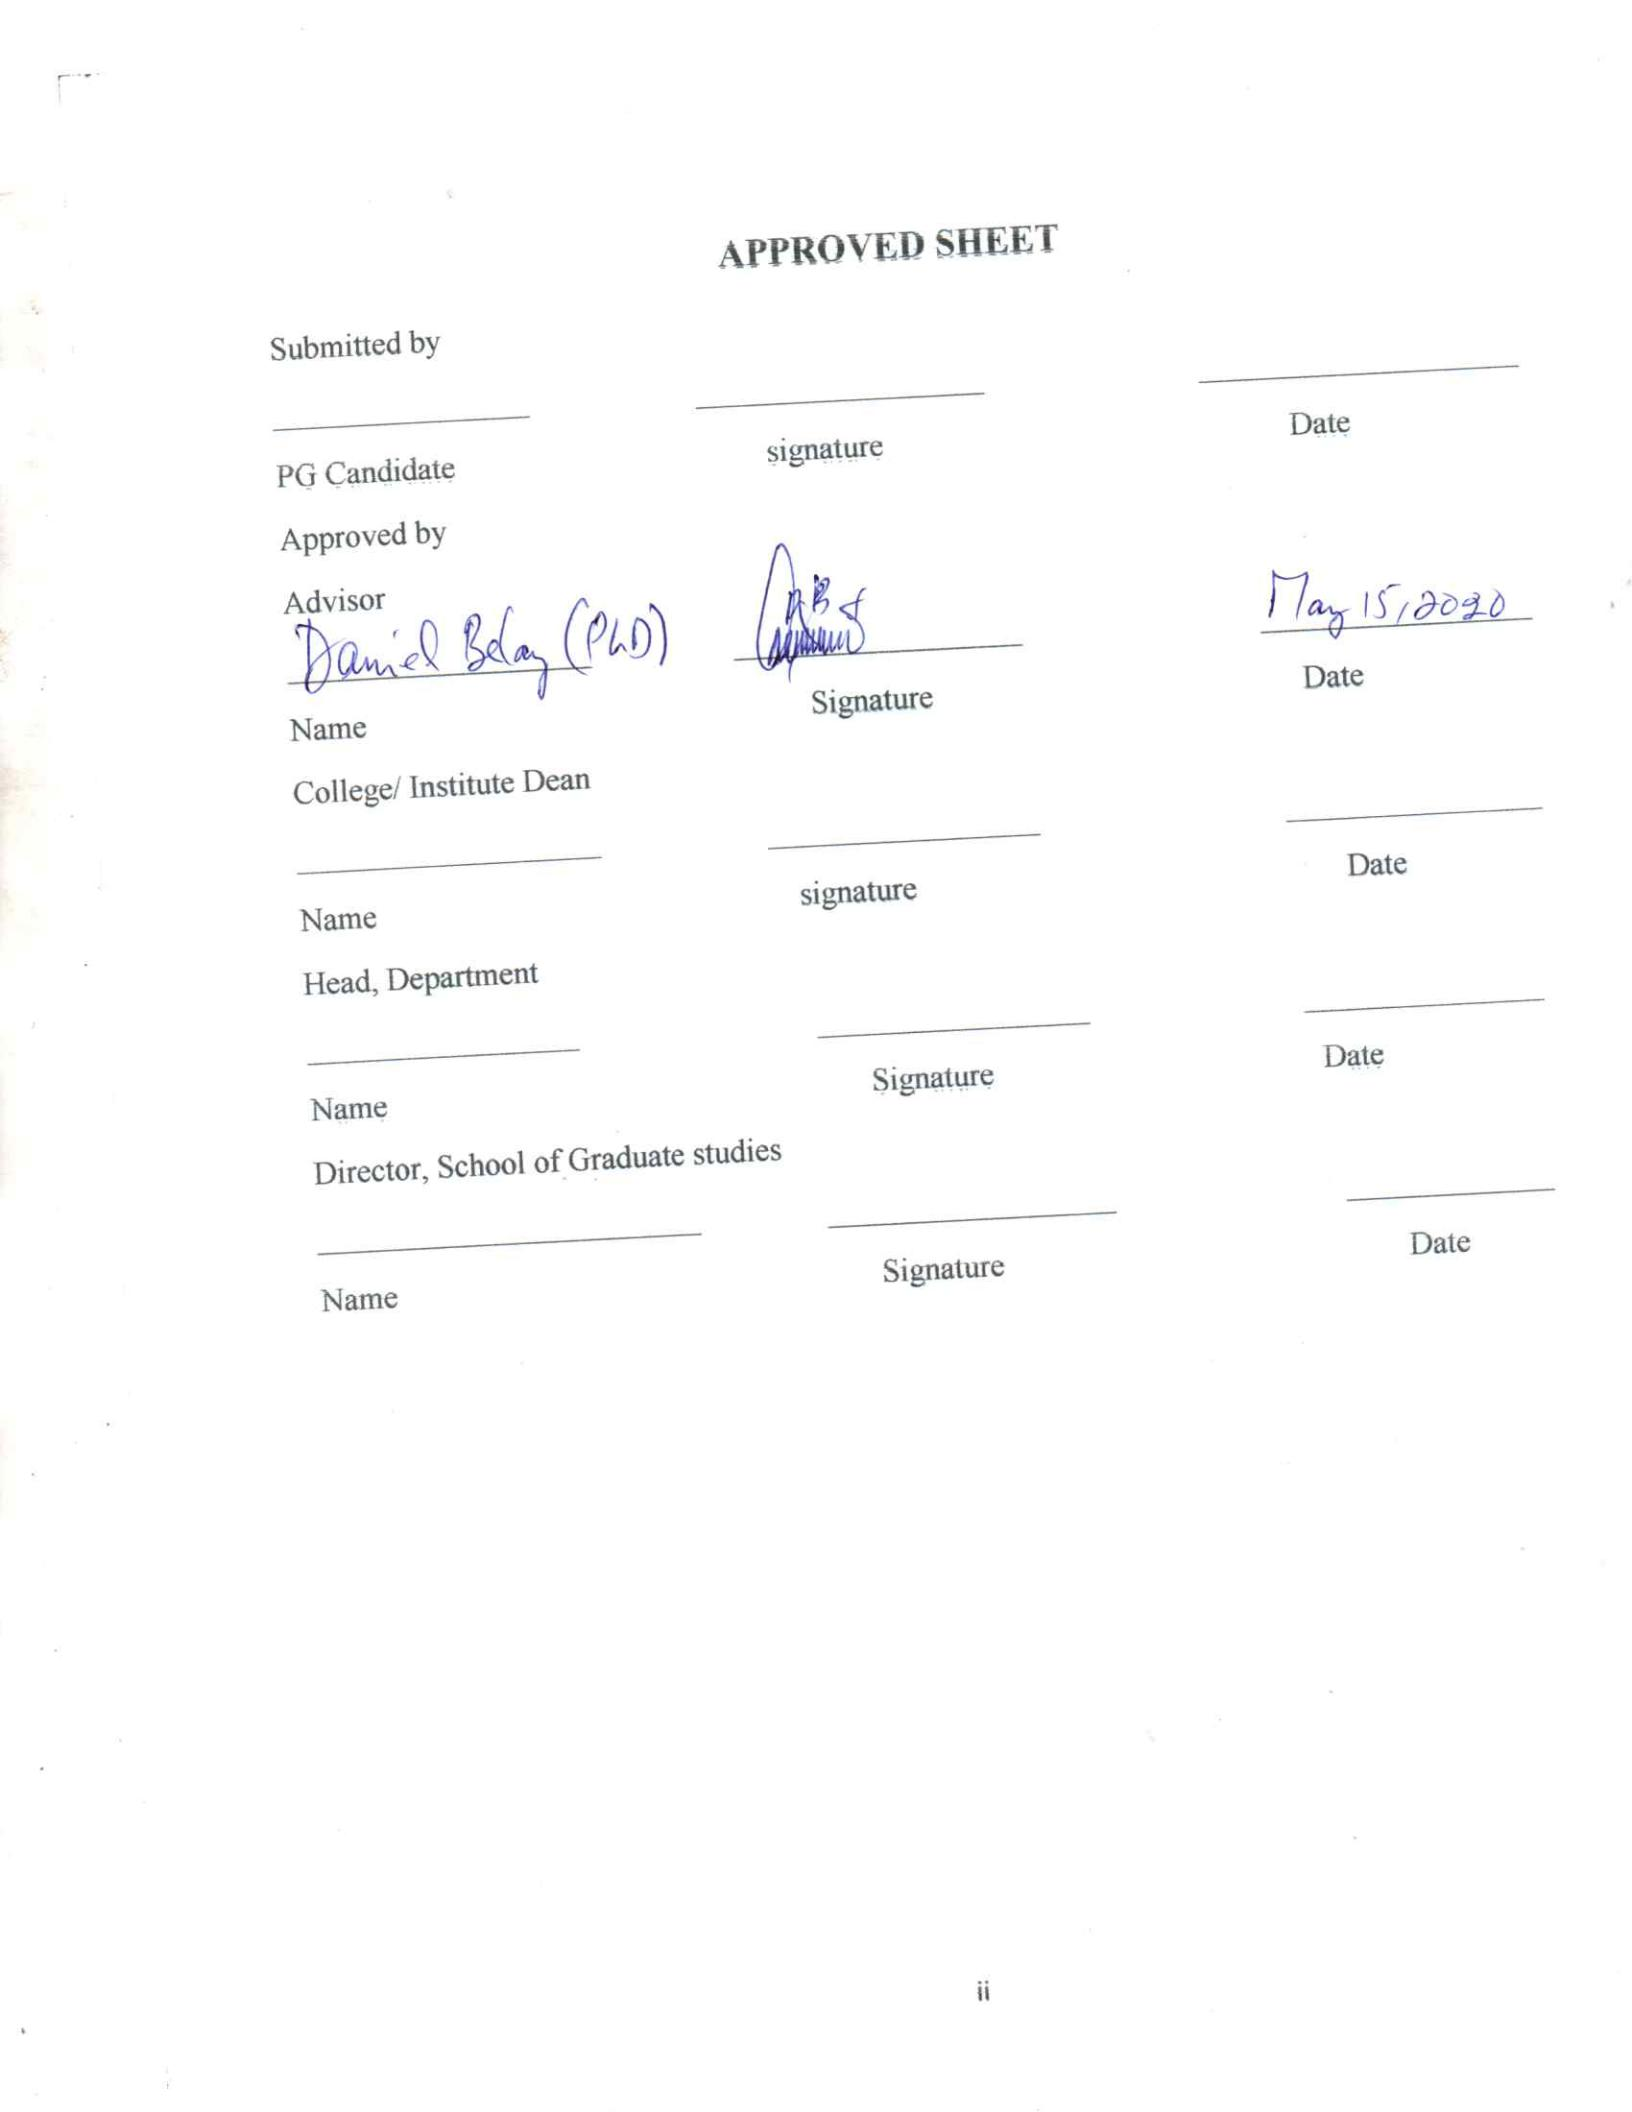 APPROVED SHEET
Submitted by
PG Candidate signature Date
Approved by
Advisor
Daniel Belay (PhD) May 15, 2020
Name Signature Date
College/ Institute Dean
Name signature Date
Head, Department
Name Signature Date
Director, School of Graduate studies
Name Signature Date
ii